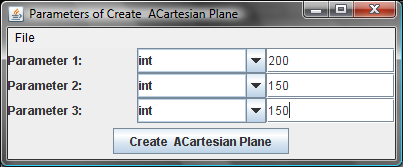 Parameters of Create  ACartesian Plane
File
Parameter 1: int 200
Parameter 2: int 150
Parameter 3: int 150
Create  ACartesian Plane